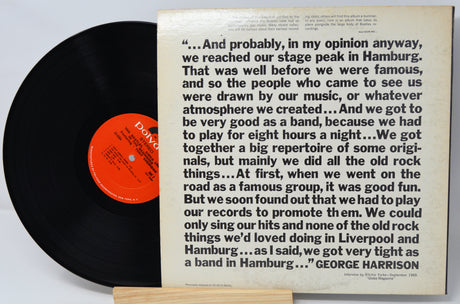 "...And probably, in my opinion anyway,
we reached our stage peak in Hamburg.
That was well before we were famous,
and so the people who came to see us
were drawn by our music, or whatever
atmosphere we created...And we got to
be very good as a band, because we had
to play for eight hours a night...We got
together a big repertoire of some origi-
nals, but mainly we did all the old rock
things...At first, when we went on the
road as a famous group, it was good fun.
But we soon found out that we had to play
our records to promote them. We could
only sing our hits and none of the old rock
things we'd loved doing in Liverpool and
Hamburg...as I said, we got very tight as
a band in Hamburg..." GEORGE HARRISON
Polydor